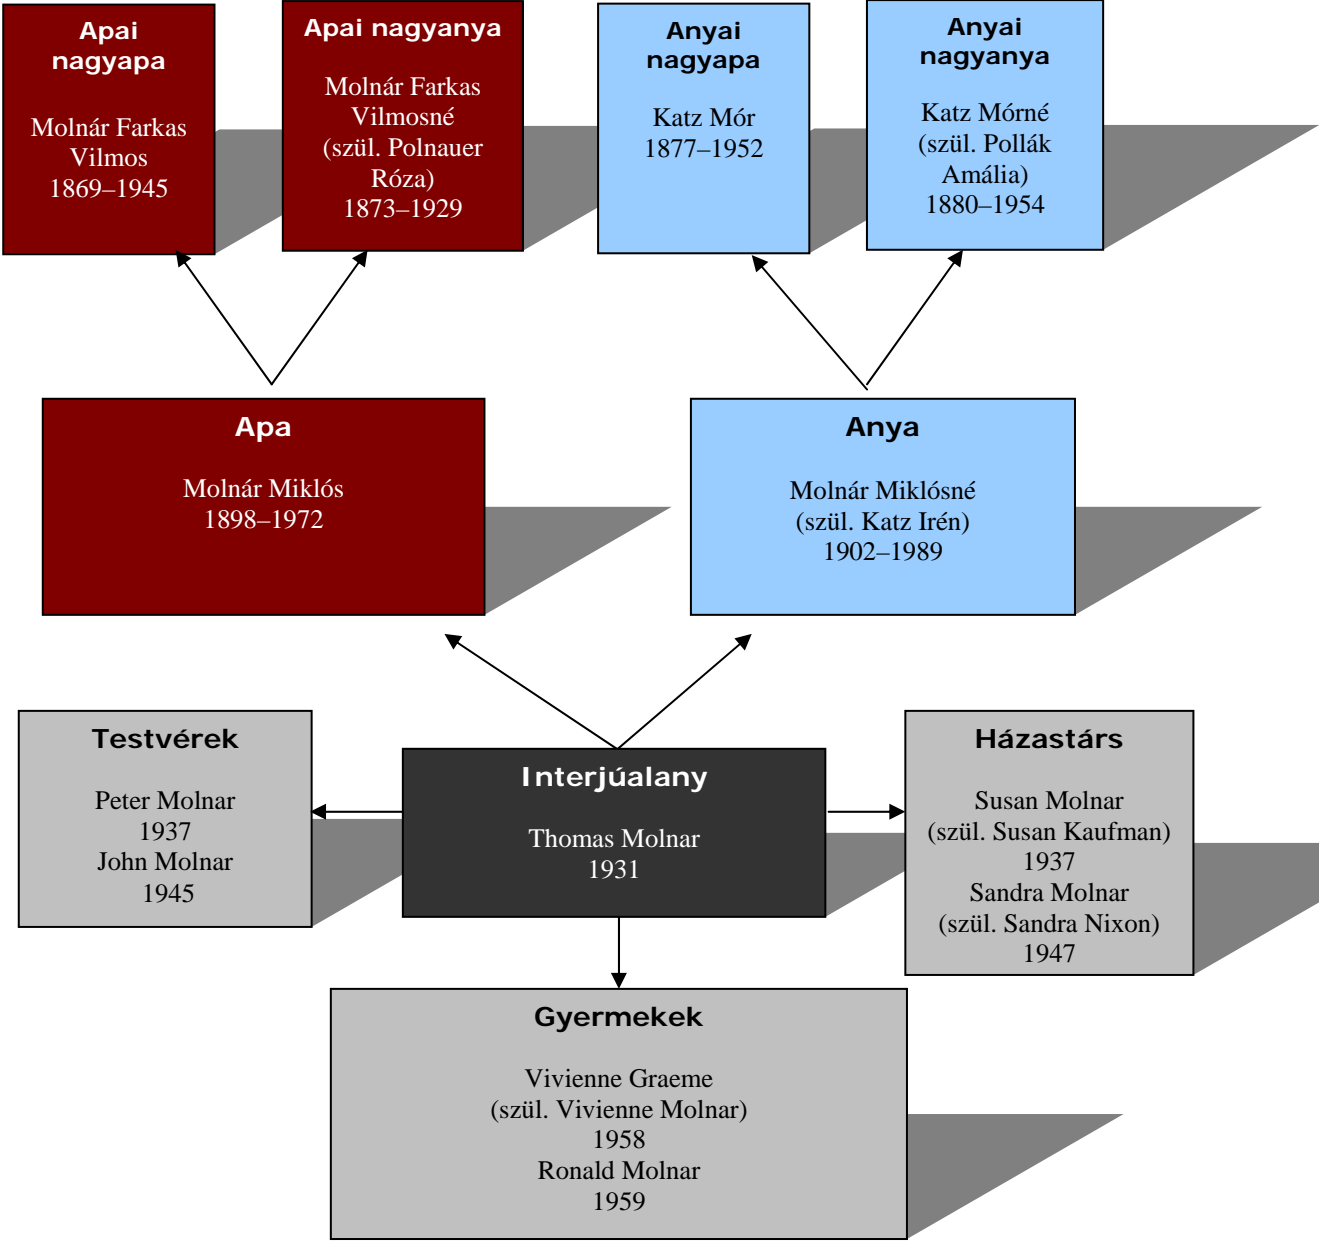 Apai
nagyapa
Molnár Farkas
Vilmos
1869–1945
Apai nagyanya
Molnár Farkas
Vilmosné
(szül. Polnauer
Róza)
1873–1929
Anyai
nagyapa
Katz Mór
1877–1952
Anyai
nagyanya
Katz Mórné
(szül. Pollák
Amália)
1880–1954
Apa
Molnár Miklós
1898–1972
Anya
Molnár Miklósné
(szül. Katz Irén)
1902–1989
Testvérek
Peter Molnar
1937
John Molnar
1945
Interjúalany
Thomas Molnar
1931
Házastárs
Susan Molnar
(szül. Susan Kaufman)
1937
Sandra Molnar
(szül. Sandra Nixon)
1947
Gyermekek
Vivienne Graeme
(szül. Vivienne Molnar)
1958
Ronald Molnar
1959